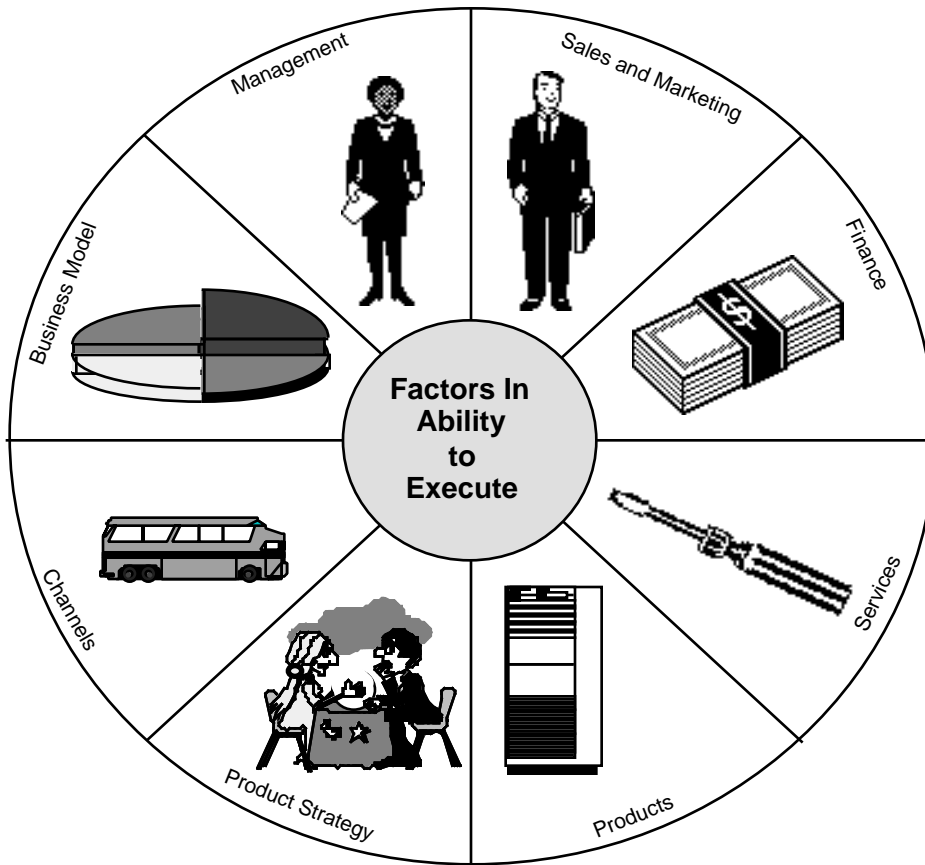 Management
Sales and Marketing
Finance
Services
Products
Product Strategy
Channels
Business Model
$
Factors In
Ability
to
Execute